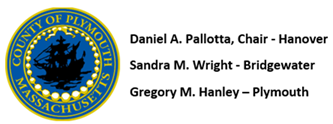 COUNTY OF PLYMOUTH
MASSACHUSETTS
Daniel A. Pallotta, Chair - Hanover
Sandra M. Wright - Bridgewater
Gregory M. Hanley – Plymouth